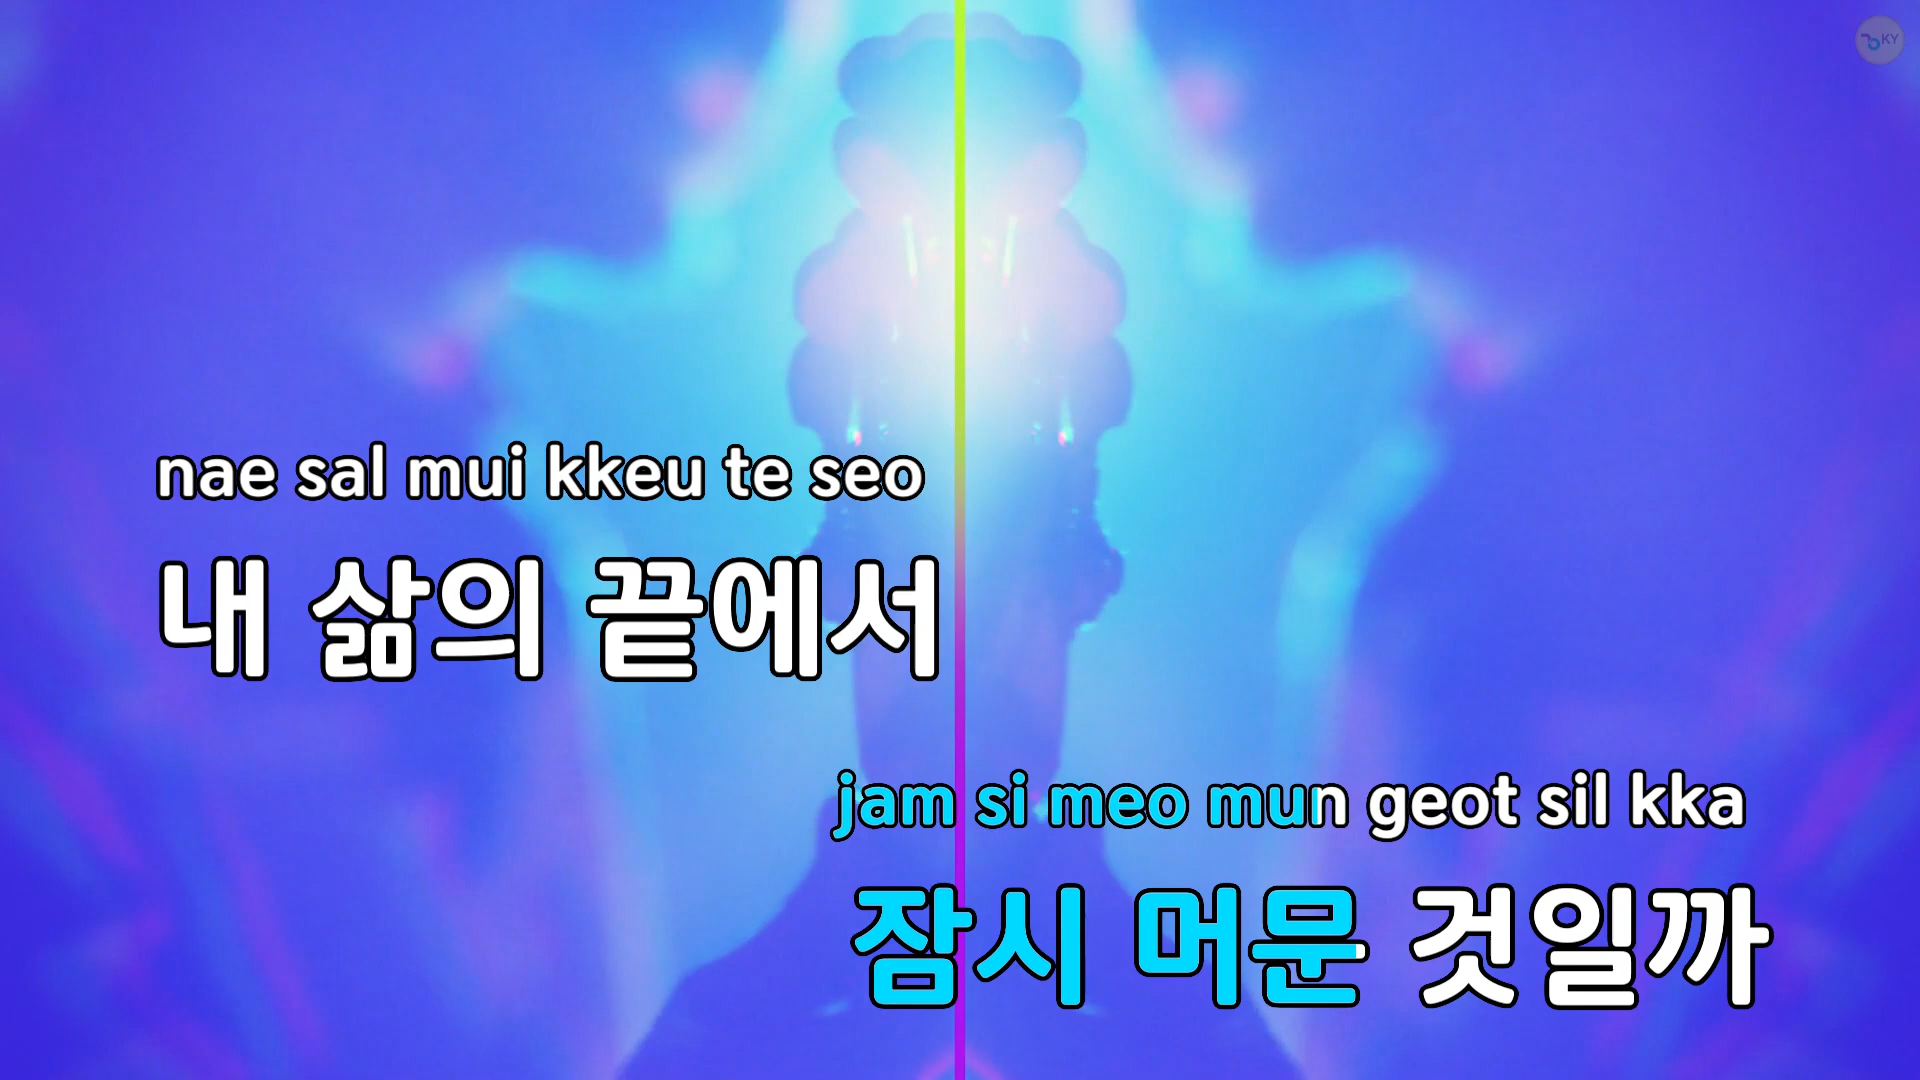 KY
nae sal mui kkeu te seo
내 삶의 끝에서
jam si meo mun geot sil kka
잠시 머문 것일까